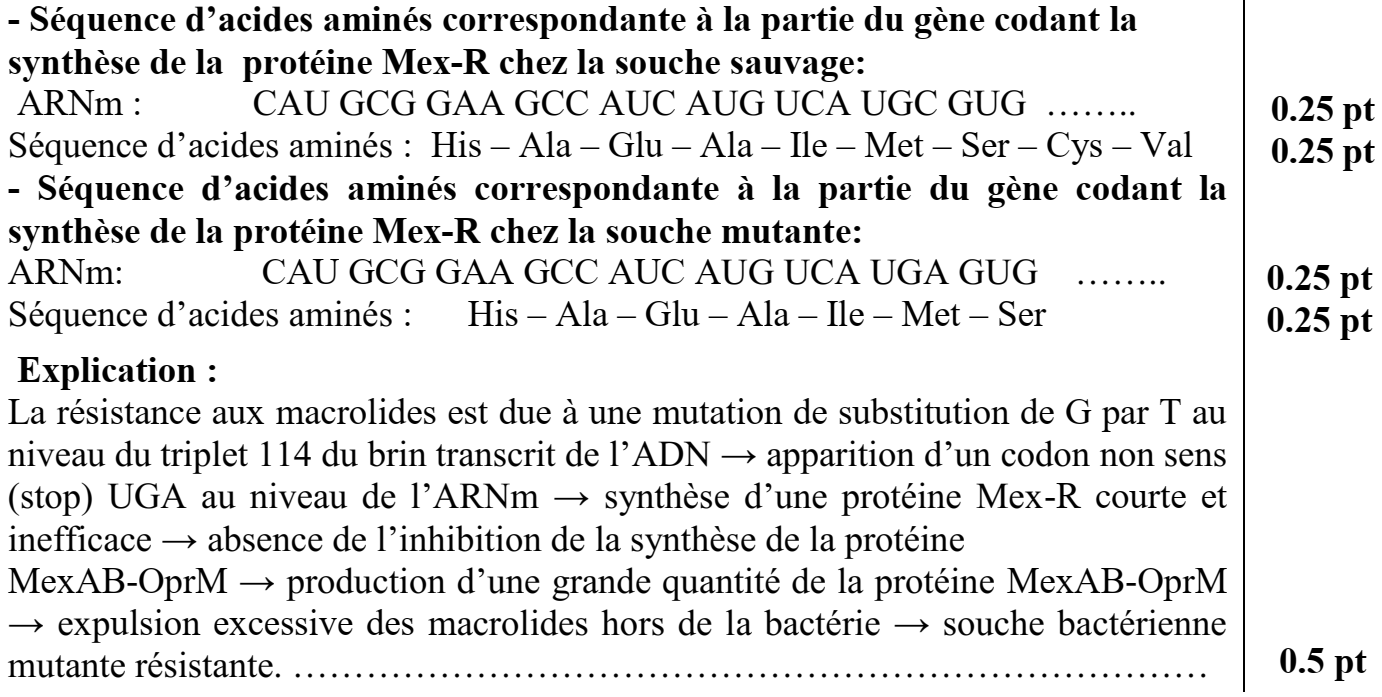 - Séquence d'acides aminés correspondante à la partie du gène codant la
synthèse de la protéine Mex-R chez la souche sauvage:
ARNm : CAU GCG GAA GCC AUC AUG UCA UGC GUG …….. 0.25 pt
Séquence d'acides aminés : His – Ala – Glu – Ala – Ile – Met – Ser – Cys – Val 0.25 pt
- Séquence d'acides aminés correspondante à la partie du gène codant la
synthèse de la protéine Mex-R chez la souche mutante:
ARNm: CAU GCG GAA GCC AUC AUG UCA UGA GUG …….. 0.25 pt
Séquence d'acides aminés : His – Ala – Glu – Ala – Ile – Met – Ser 0.25 pt
Explication :
La résistance aux macrolides est due à une mutation de substitution de G par T au
niveau du triplet 114 du brin transcrit de l'ADN → apparition d'un codon non sens
(stop) UGA au niveau de l'ARNm → synthèse d'une protéine Mex-R courte et
inefficace → absence de l'inhibition de la synthèse de la protéine
MexAB-OprM → production d'une grande quantité de la protéine MexAB-OprM
→ expulsion excessive des macrolides hors de la bactérie → souche bactérienne
mutante résistante. ……………………………………………………………………… 0.5 pt